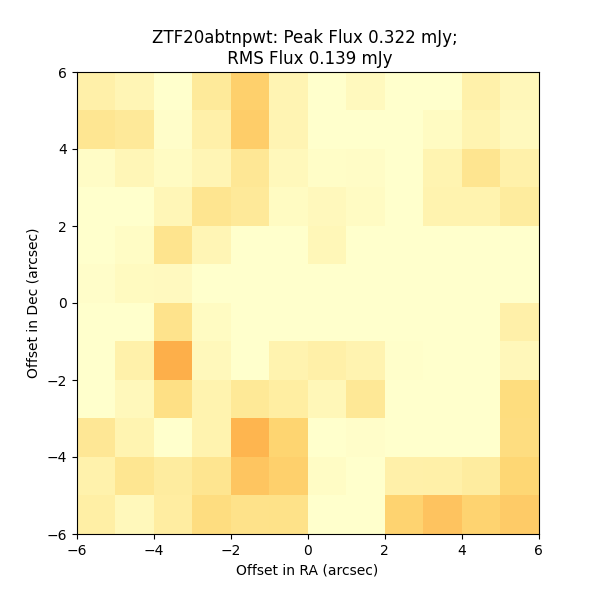 ZTF20abtnpwt: Peak Flux 0.322 mJy;
RMS Flux 0.139 mJy
6
4
2
0
−2
−4
−6
Offset in Dec (arcsec)
−6 −4 −2 0 2 4 6
Offset in RA (arcsec)